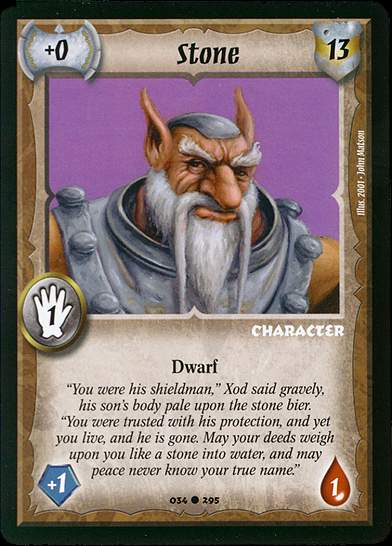 +0
Stone
13
Illus. 2001 • John Matson
1
CHARACTER
Dwarf
“You were his shieldman,” Xod said gravely,
his son’s body pale upon the stone bier.
“You were trusted with his protection, and yet
you live, and he is gone. May your deeds weigh
upon you like a stone into water, and may
peace never know your true name.”
+1
034 ● 295
1